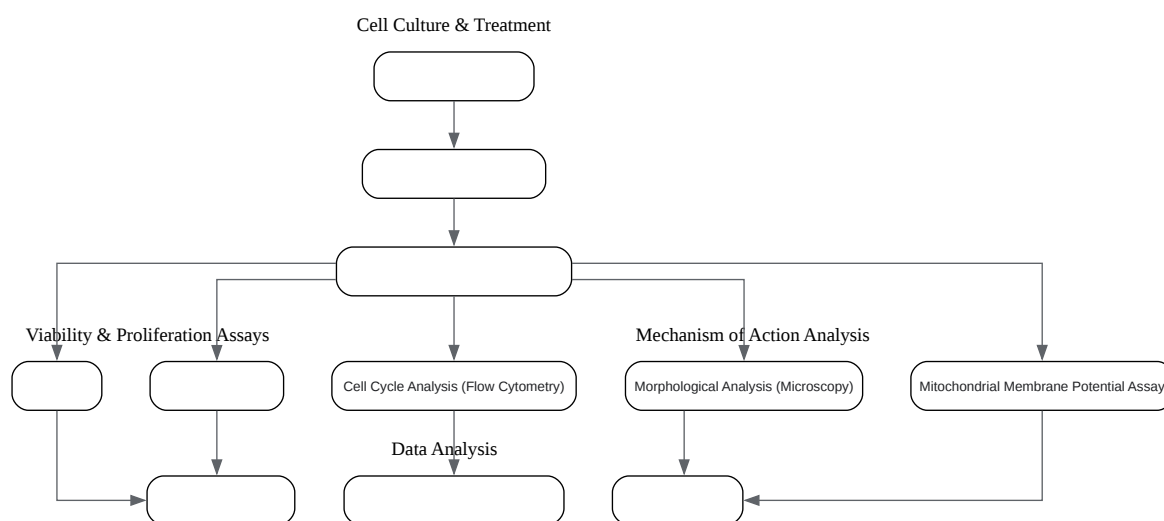 Cell Culture & Treatment
Viability & Proliferation Assays
Mechanism of Action Analysis
Cell Cycle Analysis (Flow Cytometry)
Morphological Analysis (Microscopy)
Mitochondrial Membrane Potential Assay
Data Analysis